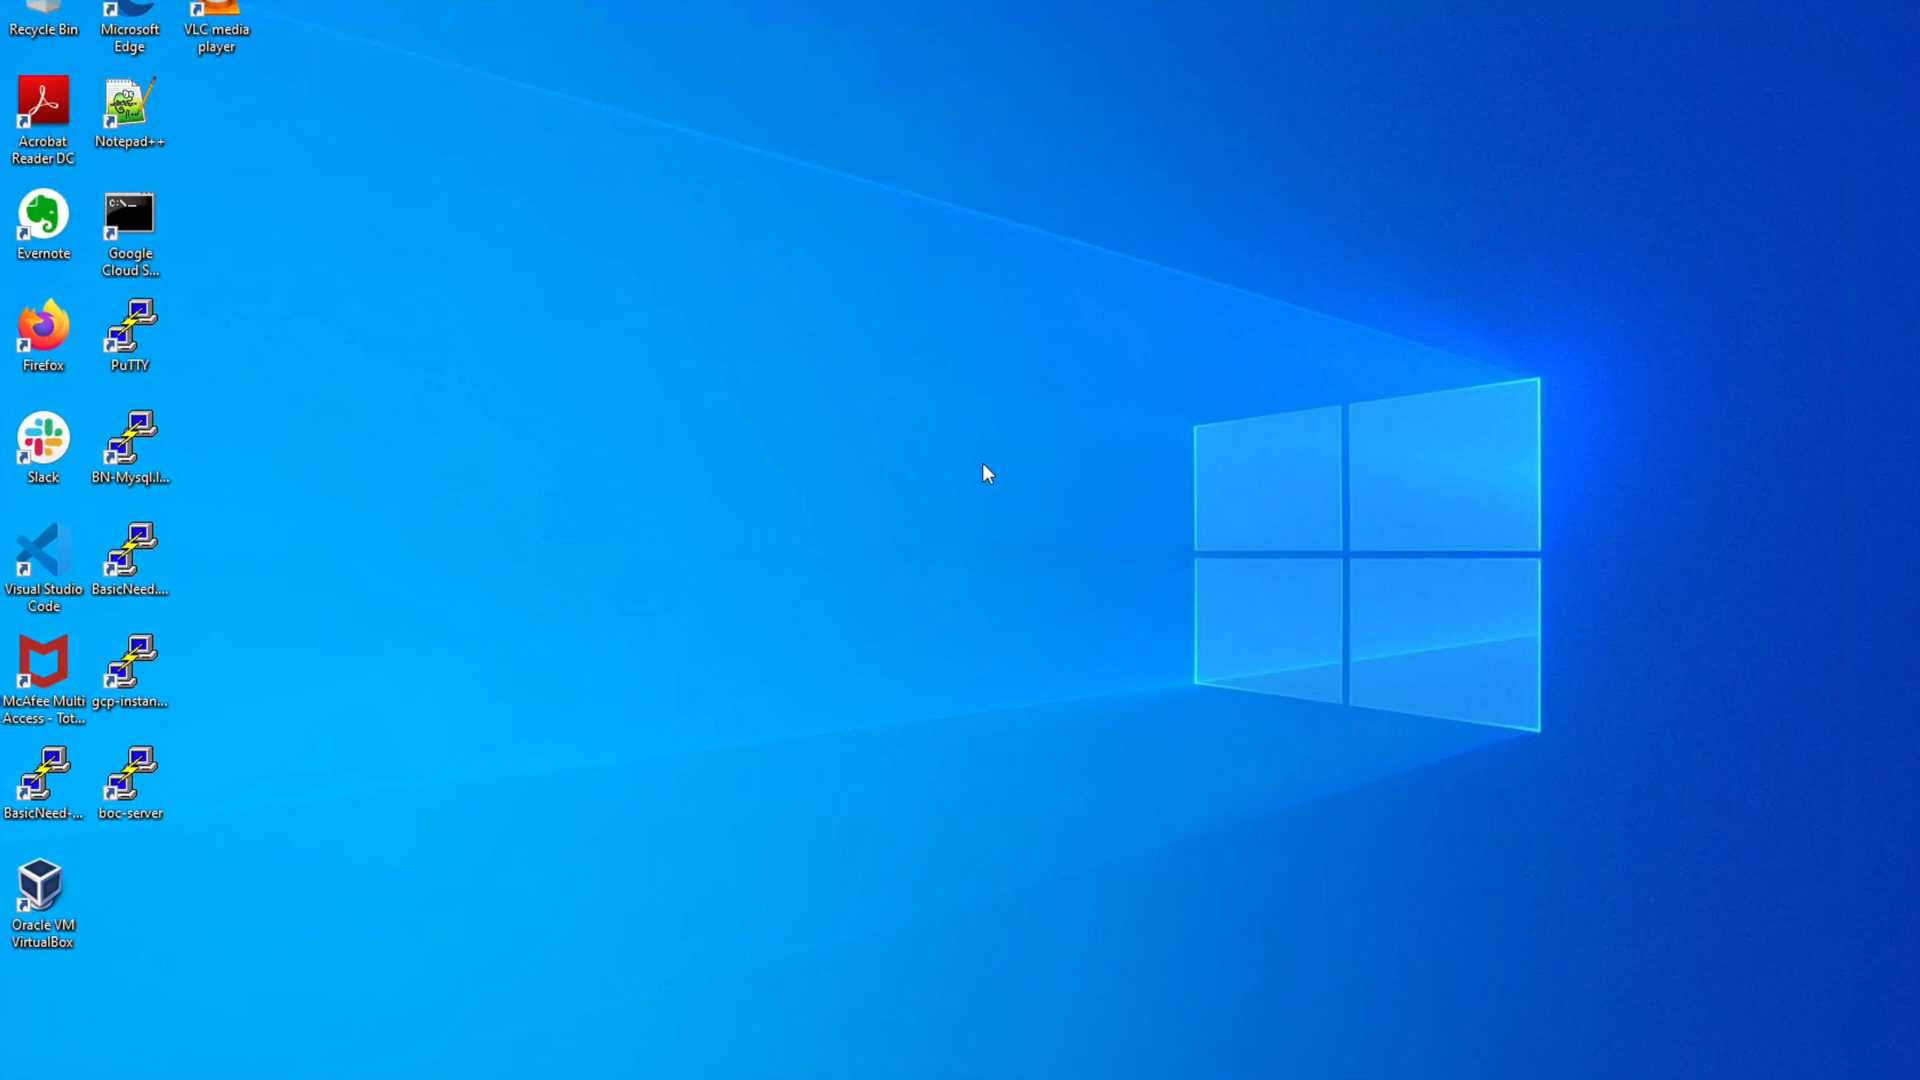 Recycle Bin
Microsoft
Edge
VLC media
player
Acrobat
Reader DC
Notepad++
Evernote
C:\._
Google
Cloud S...
Firefox
PuTTY
Slack
BN-Mysql.l...
Visual Studio
Code
BasicNeed....
McAfee Multi
Access - Tot...
gcp-instan...
BasicNeed-...
boc-server
Oracle VM
VirtualBox